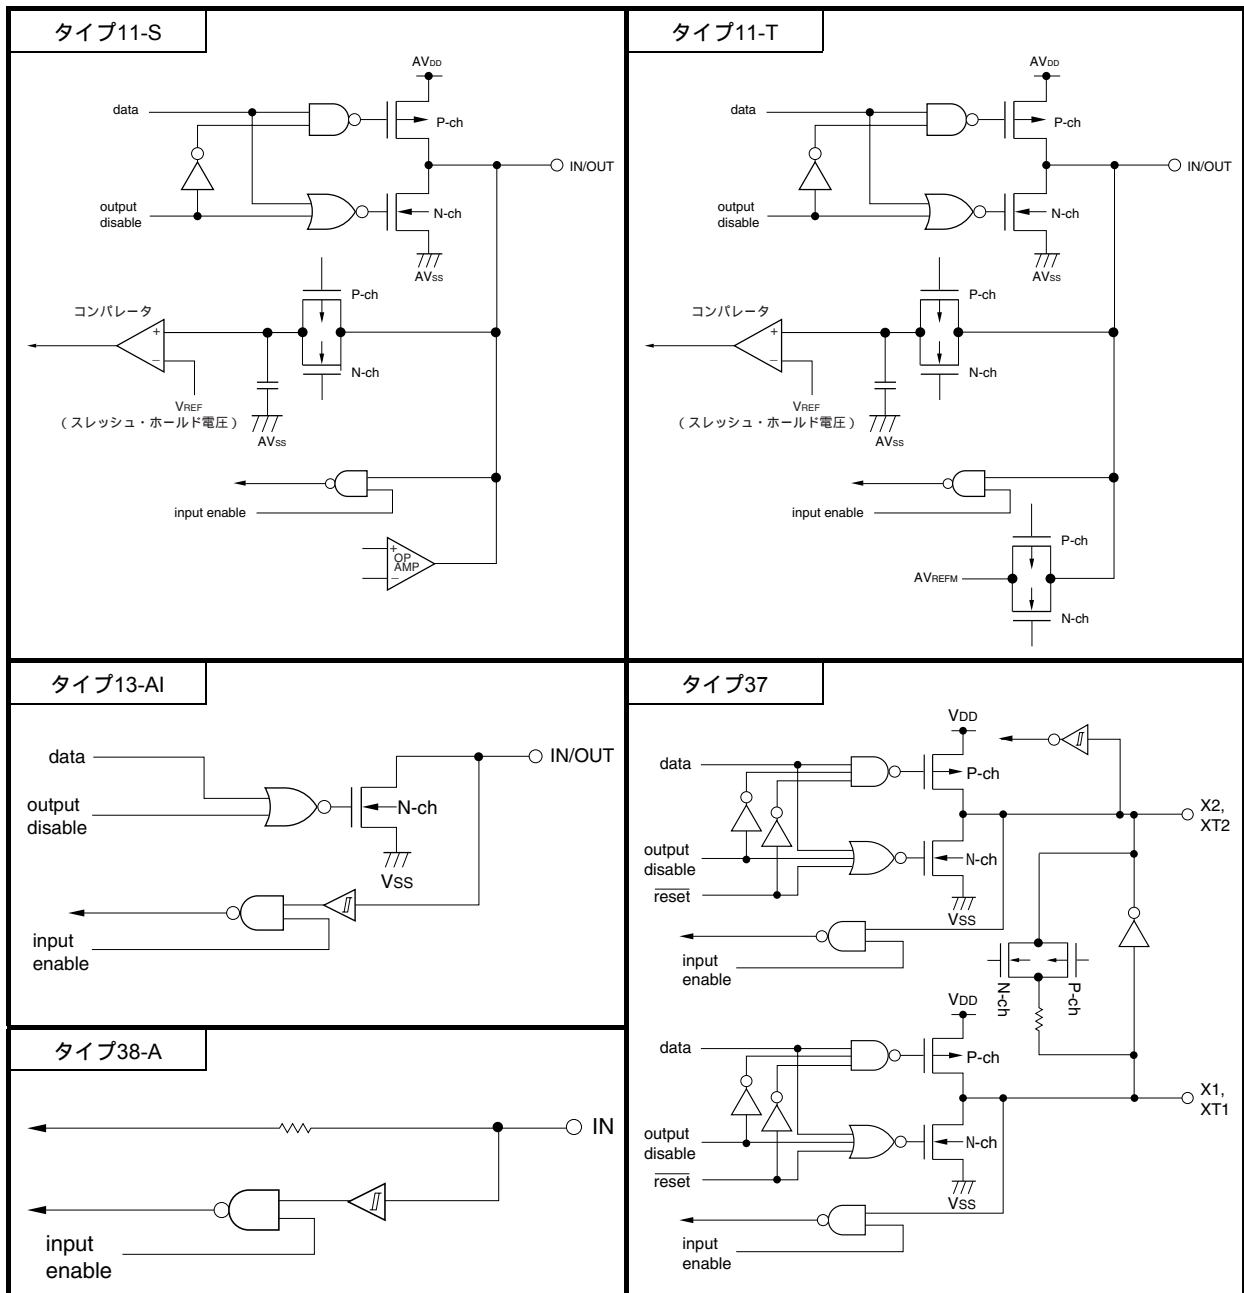 タイプ11-S
AVDD
data
P-ch
IN/OUT
output
disable
N-ch
AVSS
P-ch
コンパレータ
+
−
N-ch
VREF
（スレッシュ・ホールド電圧）
AVSS
input enable
+
OP
AMP
−
タイプ11-T
AVDD
data
P-ch
IN/OUT
output
disable
N-ch
AVSS
P-ch
コンパレータ
+
−
N-ch
VREF
（スレッシュ・ホールド電圧）
AVSS
input enable
P-ch
AVREFM
N-ch
タイプ13-AI
data
IN/OUT
output
disable
N-ch
VSS
input
enable
タイプ37
VDD
data
P-ch
X2,
XT2
output
disable
N-ch
reset
VSS
input
enable
N-ch
P-ch
VDD
data
P-ch
X1,
XT1
output
disable
N-ch
reset
VSS
input
enable
タイプ38-A
IN
input
enable